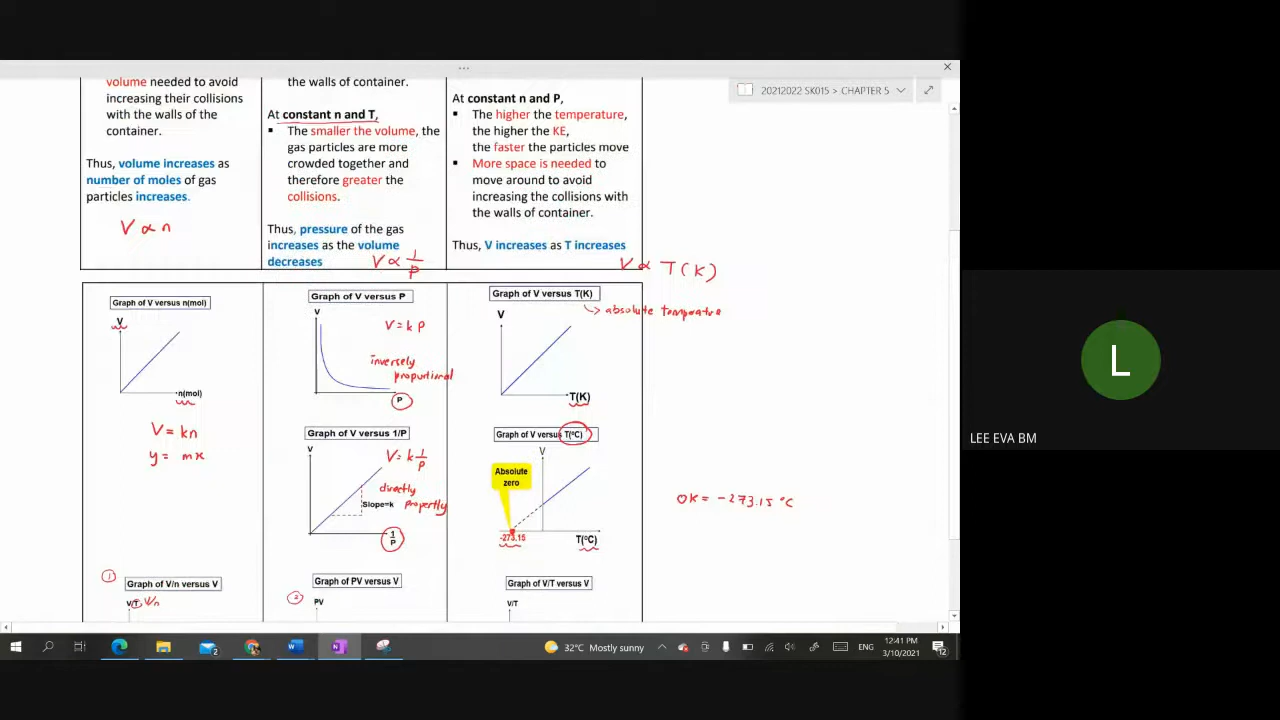 20212022 SK015 > CHAPTER 5
volume needed to avoid
increasing their collisions
with the walls of the
container.
Thus, volume increases as
number of moles of gas
particles increases.
V ∝ n
the walls of container.
At constant n and T,
▪ The smaller the volume, the
gas particles are more
crowded together and
therefore greater the
collisions.
Thus, pressure of the gas
increases as the volume
decreases
V ∝ 1/P
At constant n and P,
▪ The higher the temperature,
the higher the KE,
the faster the particles move
▪ More space is needed to
move around to avoid
increasing the collisions with
the walls of container.
Thus, V increases as T increases
V ∝ T(K)
Graph of V versus n(mol)
V
n(mol)
V = kn
y = mx
Graph of V versus P
V
V = k P
inversely
proportional
P
Graph of V versus T(K)
absolute temperature
V
T(K)
Graph of V versus 1/P
V
V = k 1/P
directly
Slope=k
propertly
1/P
Graph of V versus T(°C)
V
Absolute
zero
-273.15
T(°C)
0K = -273.15 °C
1
Graph of V/n versus V
V/T V/n
Graph of PV versus V
PV
Graph of V/T versus V
V/T
L
LEE EVA BM
32°C Mostly sunny
ENG
12:41 PM
3/10/2021